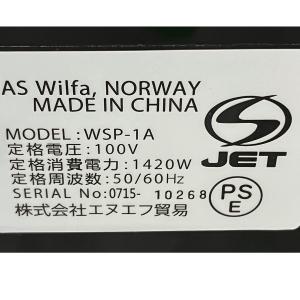 AS Wilfa, NORWAY
MADE IN CHINA
MODEL:WSP-1A
定格電圧:100V
定格消費電力:1420W
定格周波数:50/60Hz
SERIAL No:0715- 10268
株式会社エヌエフ貿易
S
JET
PS
E